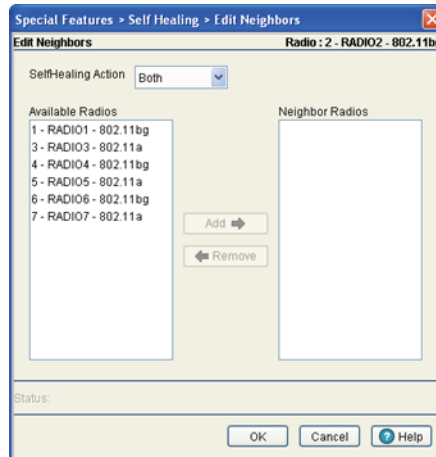 Special Features > Self Healing > Edit Neighbors
Edit Neighbors Radio : 2 - RADIO2 - 802.11b
SelfHealing Action Both
Available Radios Neighbor Radios
1 - RADIO1 - 802.11bg
3 - RADIO3 - 802.11a
4 - RADIO4 - 802.11bg
5 - RADIO5 - 802.11a
6 - RADIO6 - 802.11bg
7 - RADIO7 - 802.11a
Add
Remove
Status:
OK Cancel ? Help